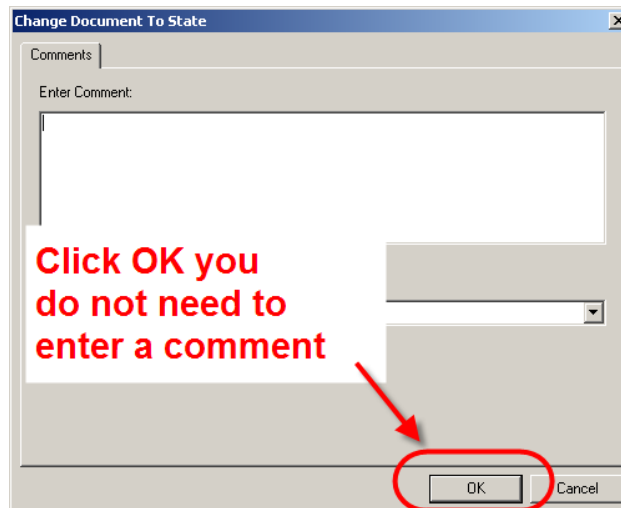 Change Document To State
Comments
Enter Comment:
Click OK you
do not need to
enter a comment
OK
Cancel